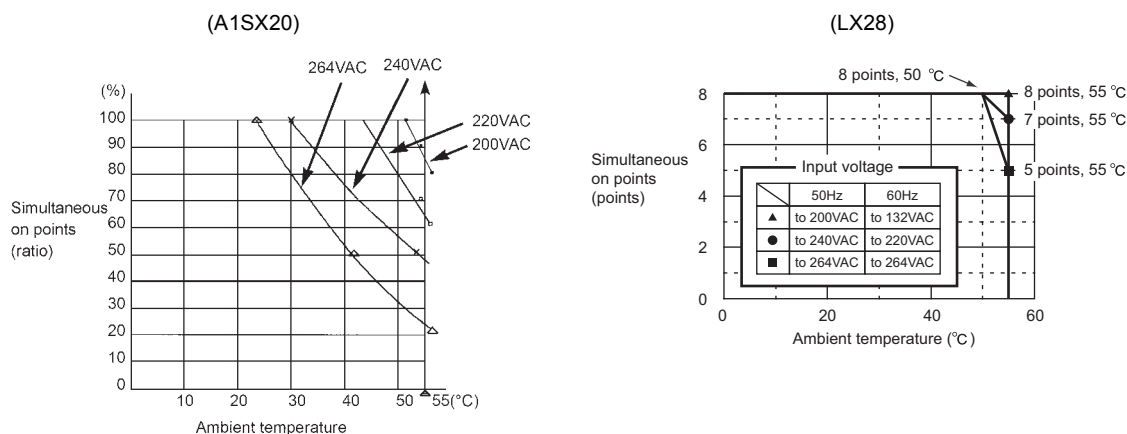 (A1SX20)
264VAC
240VAC
(%)
100
90
80
70
60
50
40
30
20
10
0
220VAC
200VAC
Simultaneous
on points
(ratio)
10
20
30
40
50
55(°C)
Ambient temperature
(LX28)
8 points, 50 °C
8
6
4
2
0
8 points, 55 °C
7 points, 55 °C
5 points, 55 °C
Simultaneous
on points
(points)
Input voltage
50Hz 60Hz
▲ to 200VAC to 132VAC
● to 240VAC to 220VAC
■ to 264VAC to 264VAC
0
20
40
60
Ambient temperature (°C)